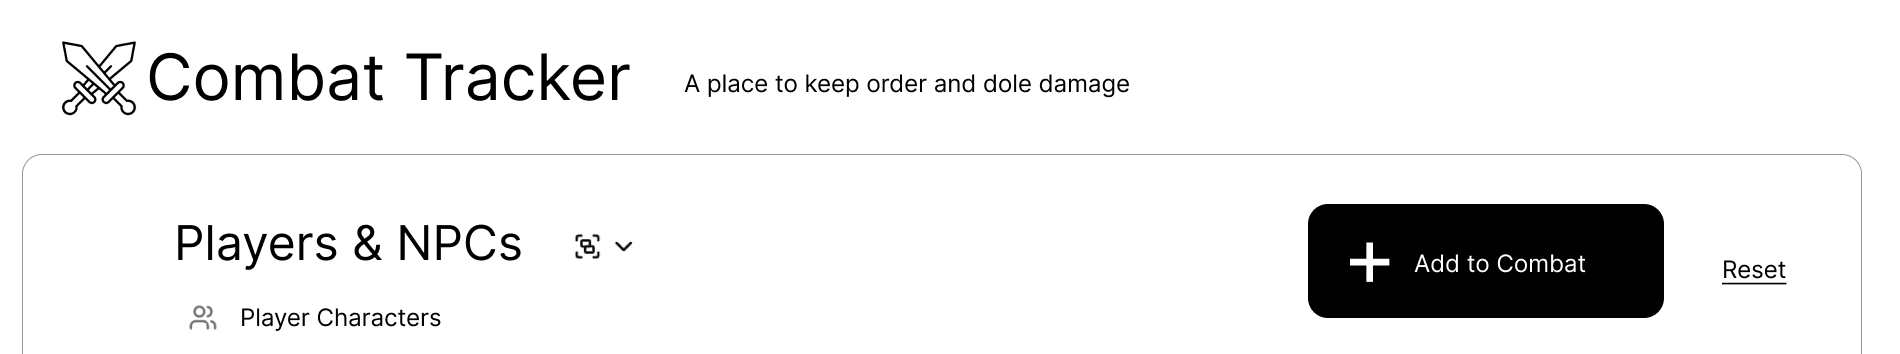 Combat Tracker
A place to keep order and dole damage
Players & NPCs
Add to Combat
Reset
Player Characters